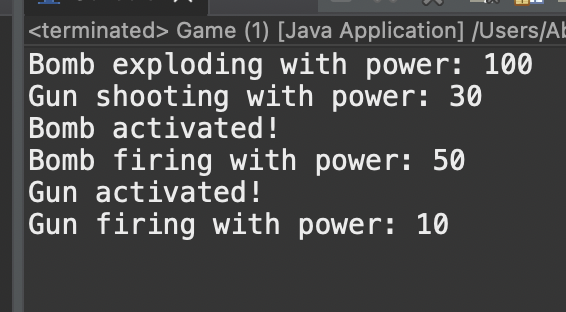 <terminated> Game (1) [Java Application] /Users/Ab
Bomb exploding with power: 100
Gun shooting with power: 30
Bomb activated!
Bomb firing with power: 50
Gun activated!
Gun firing with power: 10